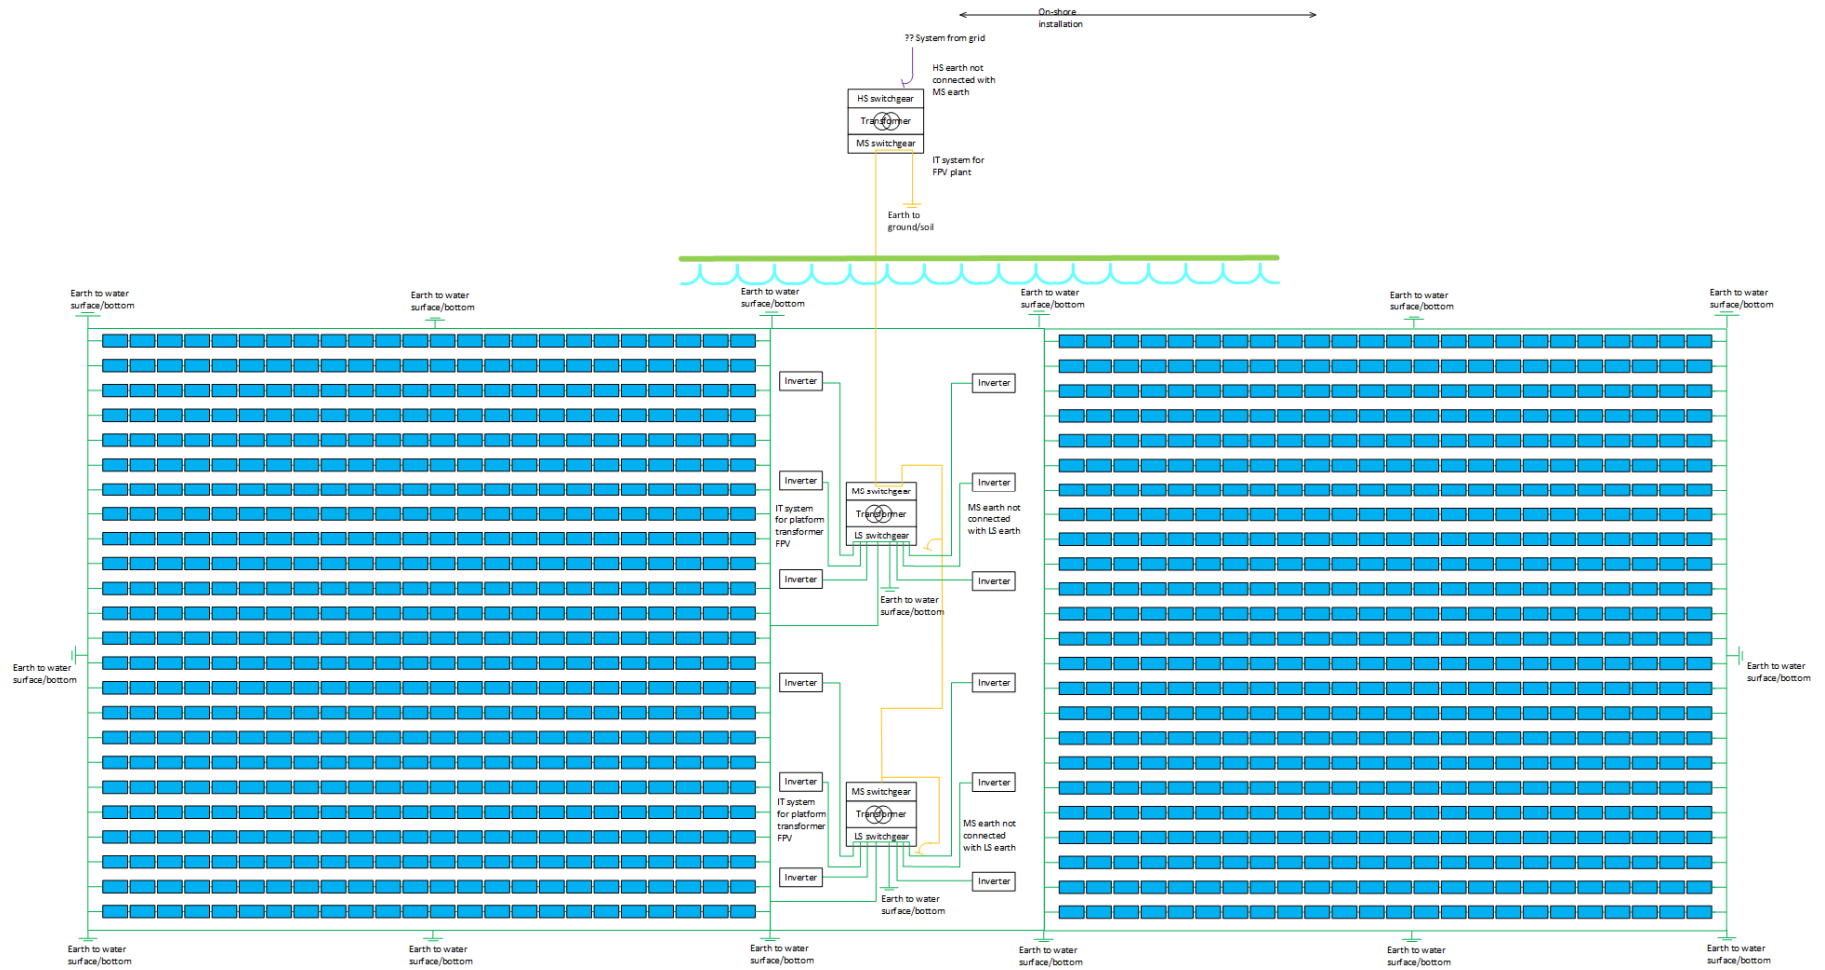 On-shore
installation
?? System from grid
HS earth not
connected with
MS earth
HS switchgear
Transformer
MS switchgear
IT system for
FPV plant
Earth to
ground/soil
Earth to water
surface/bottom
Earth to water
surface/bottom
Earth to water
surface/bottom
Earth to water
surface/bottom
Earth to water
surface/bottom
Earth to water
surface/bottom
Inverter
Inverter
Inverter
Inverter
MS switchgear
Transformer
LS switchgear
IT system
for platform
transformer
FPV
MS earth not
connected
with LS earth
Inverter
Inverter
Earth to water
surface/bottom
Earth to water
surface/bottom
Earth to water
surface/bottom
Inverter
Inverter
Inverter
Inverter
MS switchgear
Transformer
LS switchgear
IT system
for platform
transformer
FPV
MS earth not
connected
with LS earth
Inverter
Inverter
Earth to water
surface/bottom
Earth to water
surface/bottom
Earth to water
surface/bottom
Earth to water
surface/bottom
Earth to water
surface/bottom
Earth to water
surface/bottom
Earth to water
surface/bottom